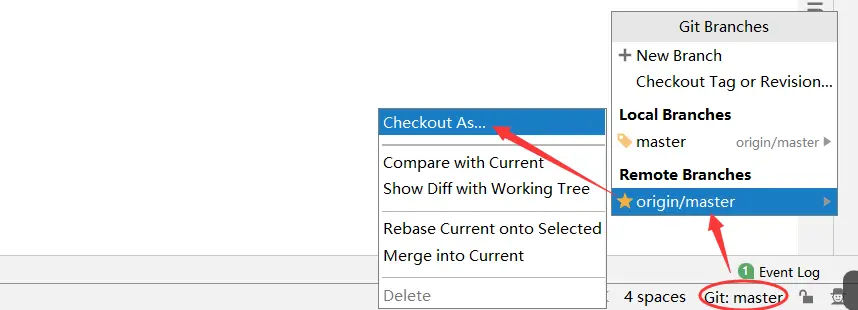 Git Branches
New Branch
Checkout Tag or Revision...
Local Branches
master origin/master
Remote Branches
origin/master
Checkout As...
Compare with Current
Show Diff with Working Tree
Rebase Current onto Selected
Merge into Current
Delete
1 Event Log
4 spaces Git: master